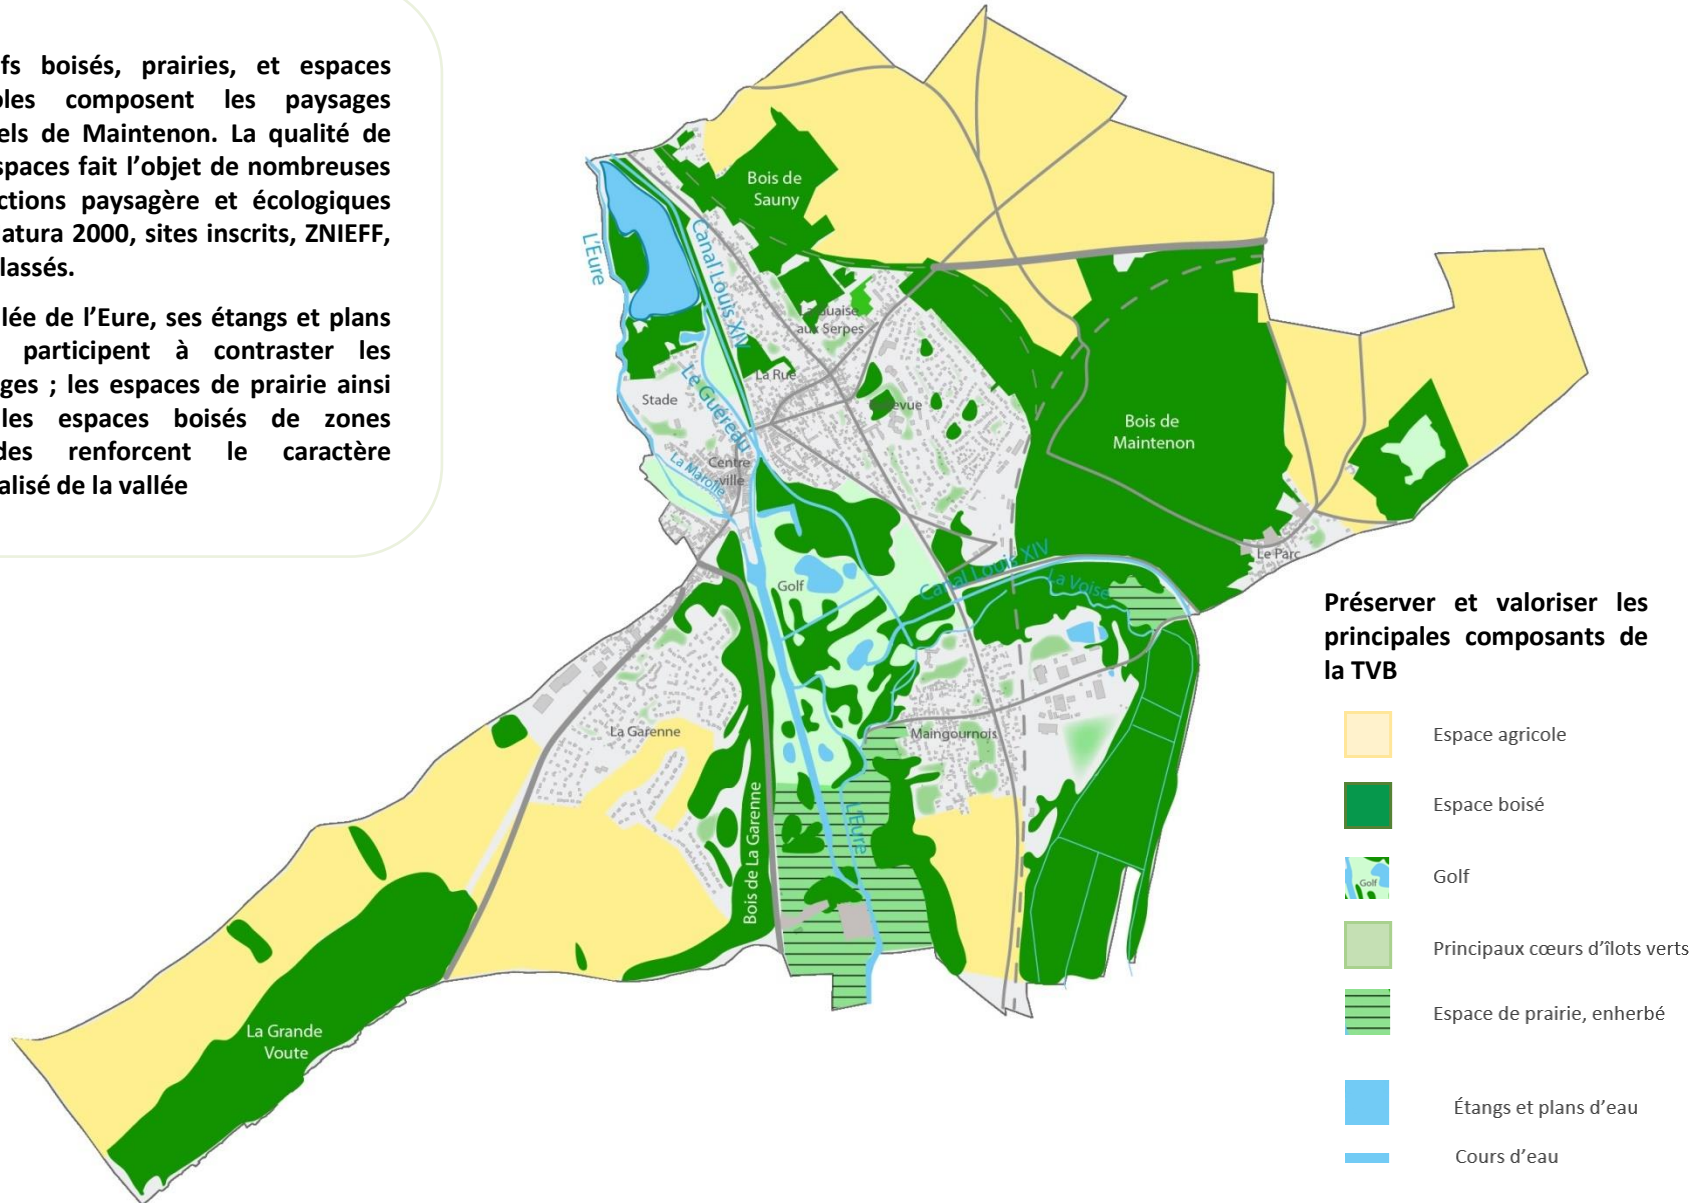 fs boisés, prairies, et espaces
bles composent les paysages
els de Maintenon. La qualité de
spaces fait l’objet de nombreuses
ctions paysagère et écologiques
atura 2000, sites inscrits, ZNIEFF,
lassés.
lée de l’Eure, ses étangs et plans
participent à contraster les
ges ; les espaces de prairie ainsi
les espaces boisés de zones
des renforcent le caractère
alisé de la vallée
Bois de
Sauny
L'Eure
Canal Louis XIV
aux Serpes
La Rue
Stade
Le Guéreau
Bois de
Maintenon
Centre
ville
La Marolle
Le Parc
Canal Louis XIV
La Voise
Golf
La Garenne
Maingournois
Bois de La Garenne
L'Eure
La Grande
Voute
Préserver et valoriser les
principales composants de
la TVB
Espace agricole
Espace boisé
Golf
Golf
Principaux cœurs d’îlots verts
Espace de prairie, enherbé
Étangs et plans d’eau
Cours d’eau